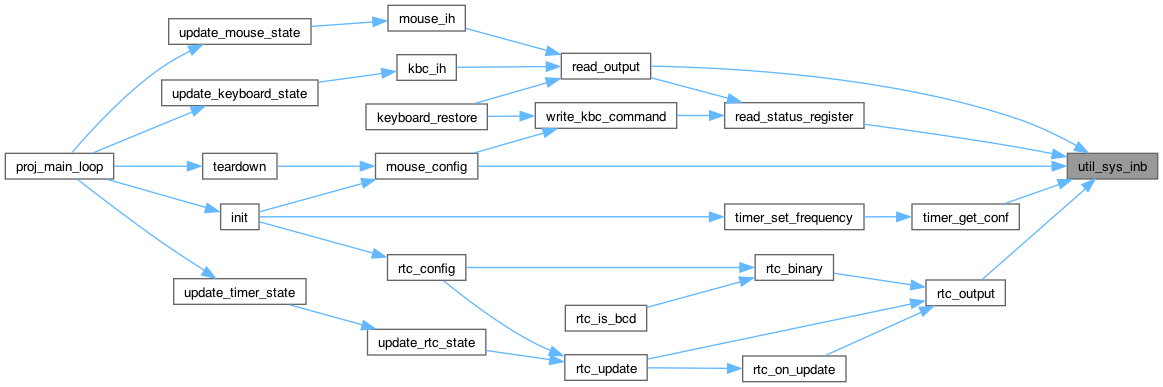 mouse_ih
update_mouse_state
read_output
kbc_ih
update_keyboard_state
keyboard_restore
write_kbc_command
read_status_register
proj_main_loop
teardown
mouse_config
util_sys_inb
init
timer_set_frequency
timer_get_conf
rtc_config
rtc_binary
update_timer_state
rtc_output
rtc_is_bcd
update_rtc_state
rtc_update
rtc_on_update